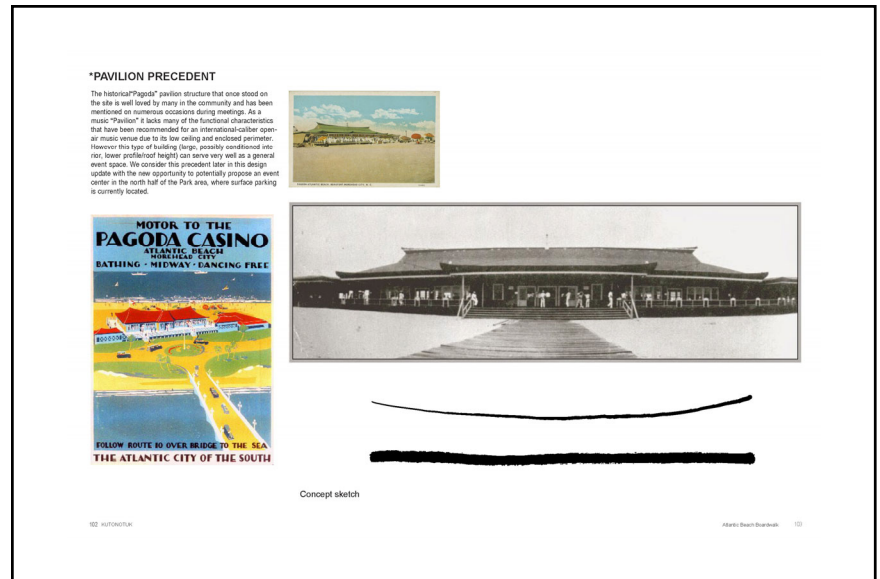 *PAVILION PRECEDENT
The historical"Pagoda" pavilion structure that once stood on
the site is well loved by many in the community and has been
mentioned on numerous occasions during meetings. As a
music "Pavilion" it lacks many of the functional characteristics
that have been recommended for an international-caliber open-
air music venue due to its low ceiling and enclosed perimeter.
However this type of building (large, possibly conditioned inte
rior, lower profile/roof height) can serve very well as a general
event space. We consider this precedent later in this design
update with the new opportunity to potentially propose an event
center in the north half of the Park area, where surface parking
is currently located.
MOTOR TO THE
PAGODA CASINO
ATLANTIC BEACH
MOREHEAD CITY
BATHING - MIDWAY - DANCING FREE
FOLLOW ROUTE 10 OVER BRIDGE TO THE SEA
THE ATLANTIC CITY OF THE SOUTH
Concept sketch
102 KUTONOTUK
Atlantic Beach Boardwalk 103